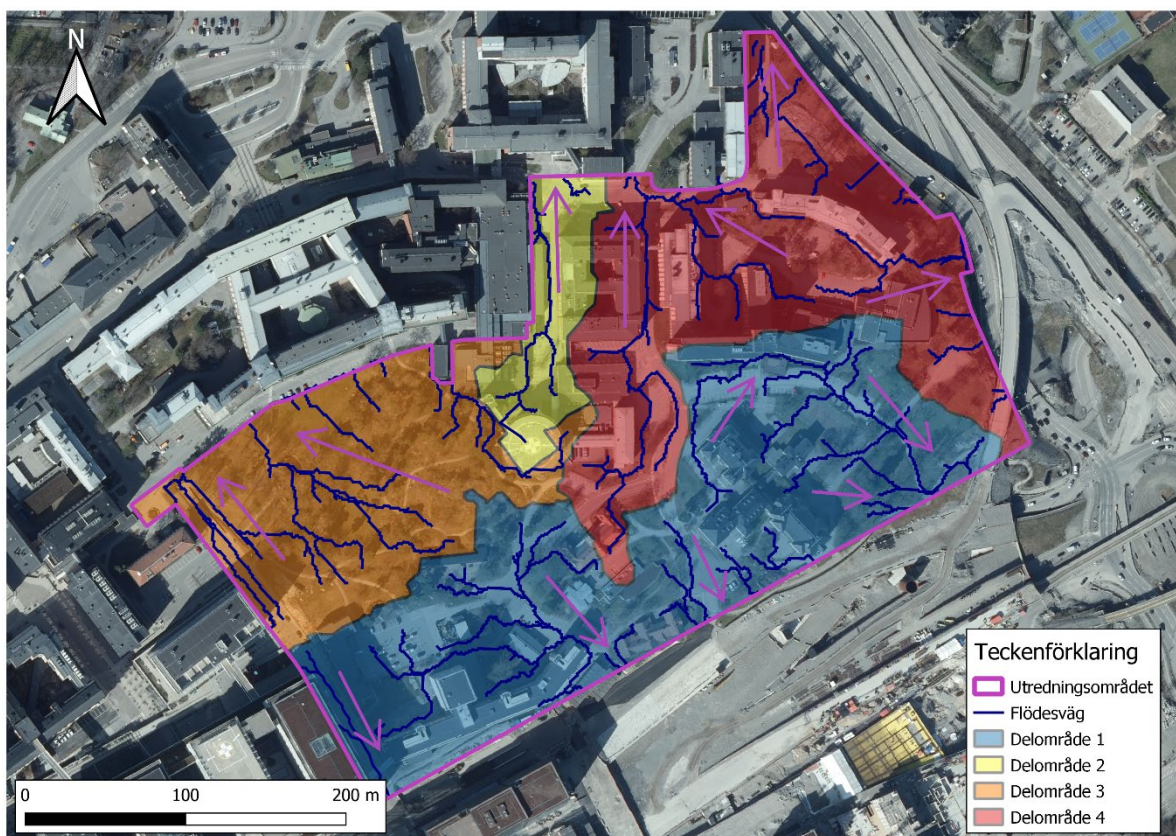 N
Teckenförklaring
Utredningsområdet
Flödesväg
Delområde 1
Delområde 2
Delområde 3
Delområde 4
0 100 200 m